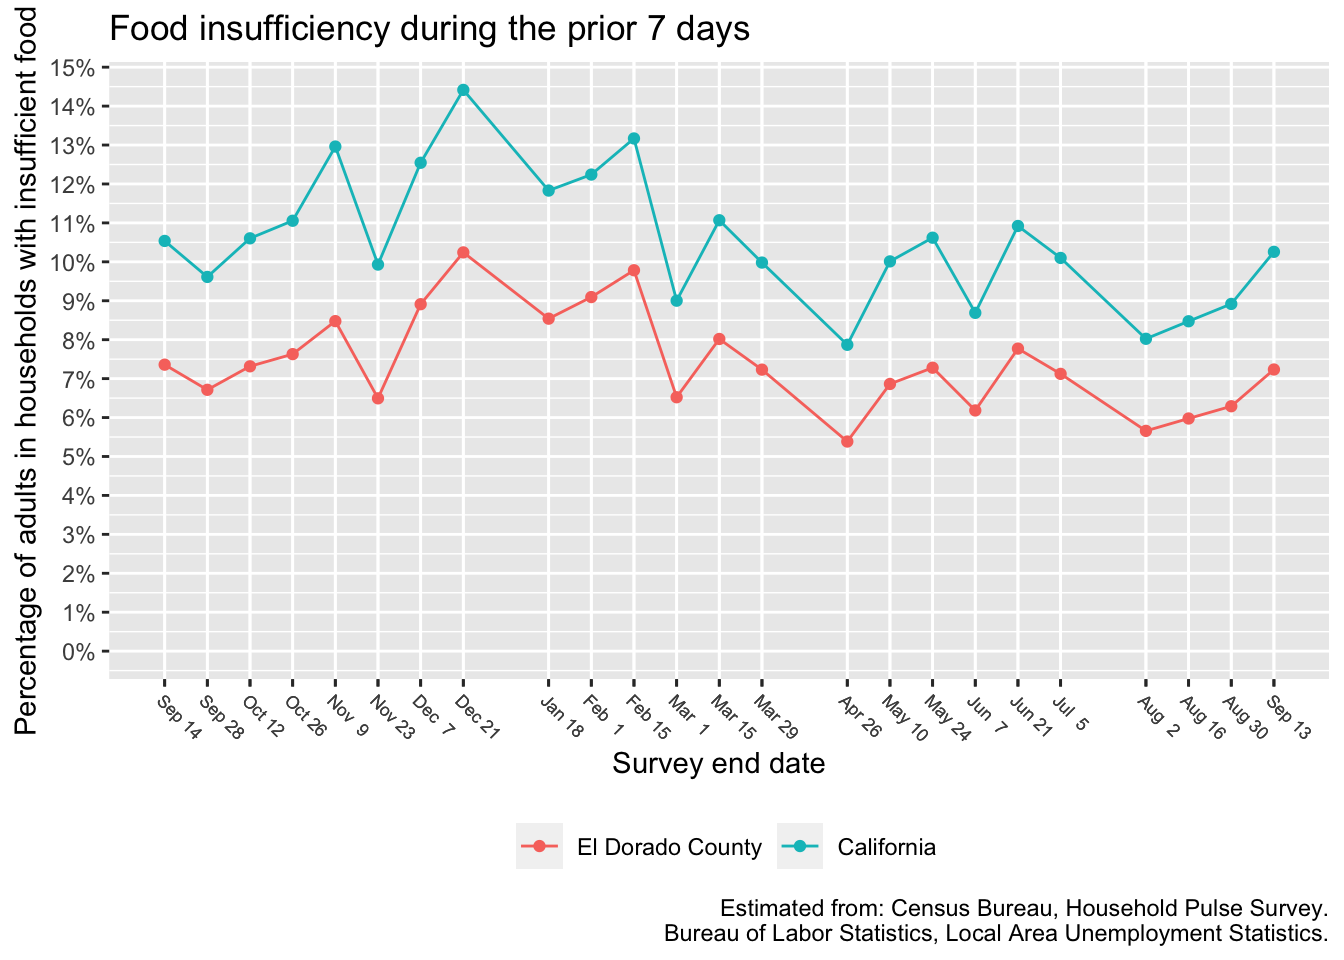 Food insufficiency during the prior 7 days
Percentage of adults in households with insufficient food
15%
14%
13%
12%
11%
10%
9%
8%
7%
6%
5%
4%
3%
2%
1%
0%
Sep 14
Sep 28
Oct 12
Oct 26
Nov 9
Nov 23
Dec 7
Dec 21
Jan 18
Feb 1
Feb 15
Mar 1
Mar 15
Mar 29
Apr 26
May 10
May 24
Jun 7
Jun 21
Jul 5
Aug 2
Aug 16
Aug 30
Sep 13
Survey end date
El Dorado County
California
Estimated from: Census Bureau, Household Pulse Survey.
Bureau of Labor Statistics, Local Area Unemployment Statistics.